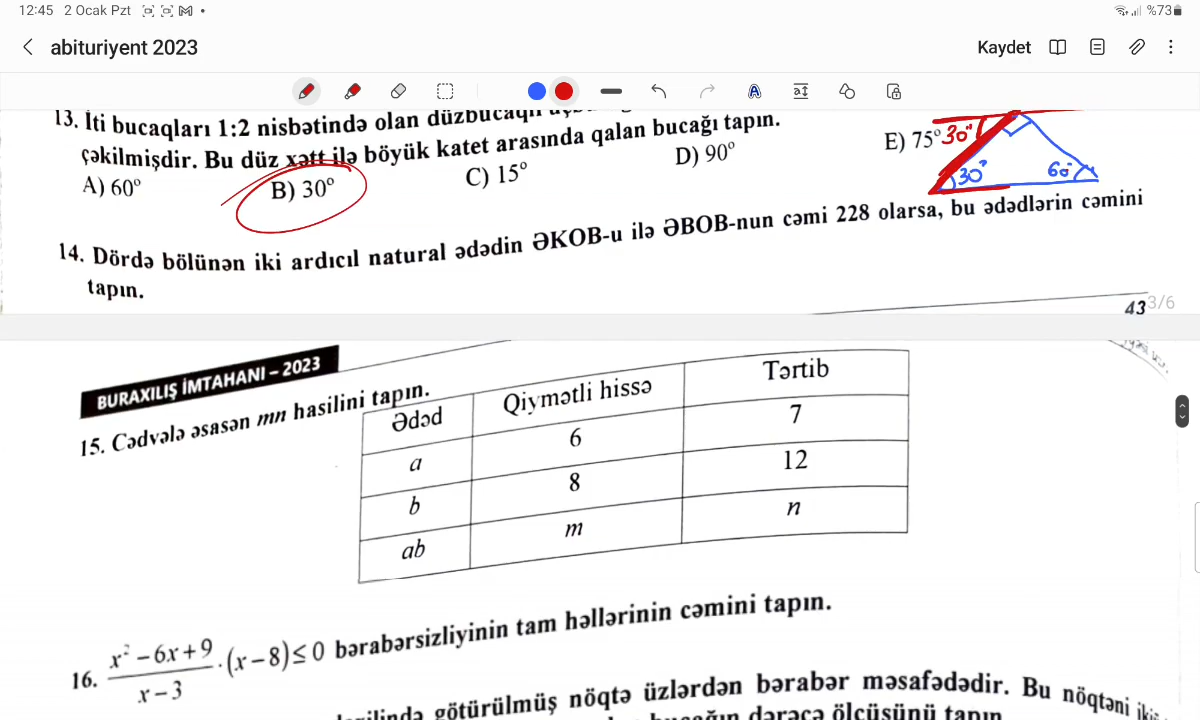 12:45 2 Ocak Pzt
%73
abituriyent 2023
Kaydet
13. İti bucaqları 1:2 nisbətində olan düzbucaqlı
çəkilmişdir. Bu düz xətt ilə böyük katet arasında qalan bucağı tapın.
A) 60° B) 30° C) 15° D) 90° E) 75°
30°
30° 60°
14. Dördə bölünən iki ardıcıl natural ədədin ƏKOB-u ilə ƏBOB-nun cəmi 228 olarsa, bu ədədlərin cəmini
tapın.
43
3/6
BURAXILIŞ İMTAHANI – 2023
15. Cədvələ əsasən mn hasilini tapın.
Ədəd Qiymətli hissə Tərtib
a 6 7
b 8 12
ab m n
16. \frac{x² – 6x + 9}{x – 3} · (x – 8) ≤ 0 bərabərsizliyinin tam həllərinin cəmini tapın.
götürülmüş nöqtə üzlərdən bərabər məsafədədir. Bu nöqtəni
dərəcə ölçüsünü tapın